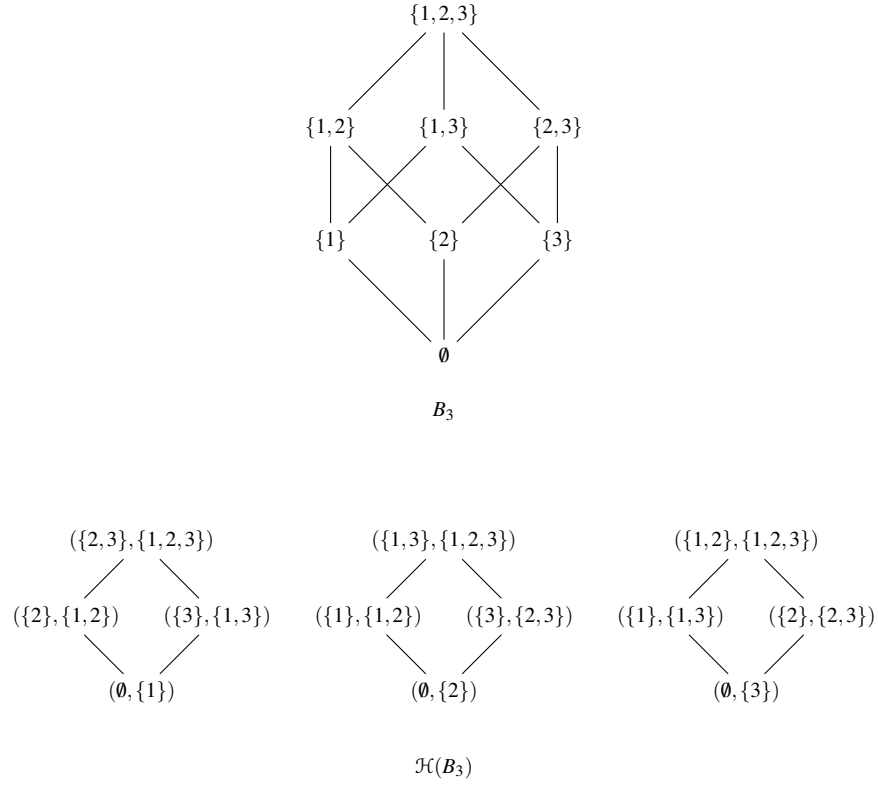 {1,2,3}
{1,2} {1,3} {2,3}
{1} {2} {3}
∅
B₃
({2,3},{1,2,3}) ({1,3},{1,2,3}) ({1,2},{1,2,3})
({2},{1,2}) ({3},{1,3}) ({1},{1,2}) ({3},{2,3}) ({1},{1,3}) ({2},{2,3})
(∅,{1}) (∅,{2}) (∅,{3})
ℋ(B₃)